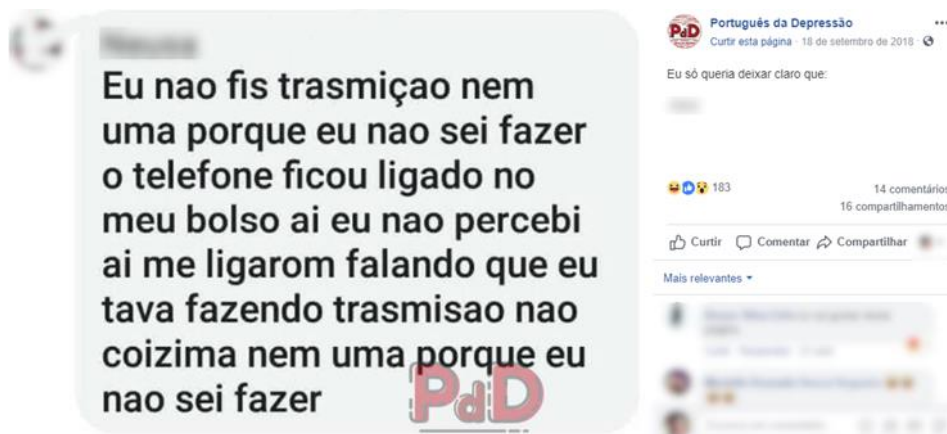 Eu nao fis trasmiçao nem
uma porque eu nao sei fazer
o telefone ficou ligado no
meu bolso ai eu nao percebi
ai me ligarom falando que eu
tava fazendo trasmisao nao
coizima nem uma porque eu
nao sei fazer
PdD
PdD
Português da Depressão
Curtir esta página · 18 de setembro de 2018 ·
Eu só queria deixar claro que:
183
14 comentários
16 compartilhamentos
Curtir Comentar Compartilhar
Mais relevantes